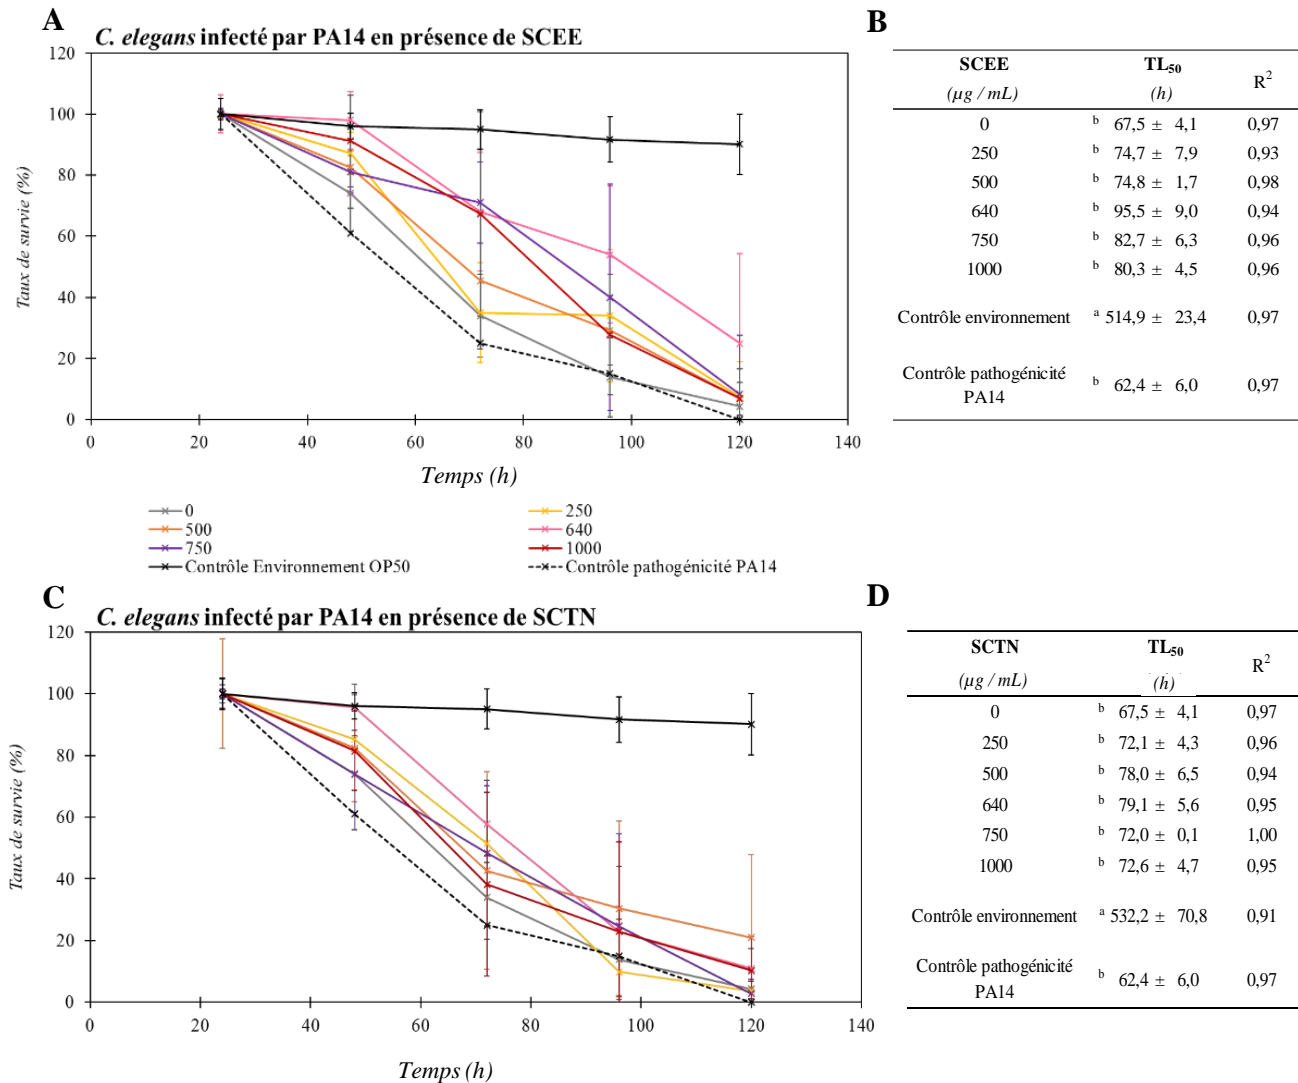 A
C. elegans infecté par PA14 en présence de SCEE
120
100
80
60
40
20
0
Taux de survie (%)
0 20 40 60 80 100 120 140
Temps (h)
0 250
500 640
750 1000
Contrôle Environnement OP50 Contrôle pathogénicité PA14
B
SCEE TL50 R2
(µg / mL) (h)
0 b 67,5 ± 4,1 0,97
250 b 74,7 ± 7,9 0,93
500 b 74,8 ± 1,7 0,98
640 b 95,5 ± 9,0 0,94
750 b 82,7 ± 6,3 0,96
1000 b 80,3 ± 4,5 0,96
Contrôle environnement a 514,9 ± 23,4 0,97
Contrôle pathogénicité
PA14 b 62,4 ± 6,0 0,97
C
C. elegans infecté par PA14 en présence de SCTN
120
100
80
60
40
20
0
Taux de survie (%)
0 20 40 60 80 100 120 140
Temps (h)
D
SCTN TL50 R2
(µg / mL) (h)
0 b 67,5 ± 4,1 0,97
250 b 72,1 ± 4,3 0,96
500 b 78,0 ± 6,5 0,94
640 b 79,1 ± 5,6 0,95
750 b 72,0 ± 0,1 1,00
1000 b 72,6 ± 4,7 0,95
Contrôle environnement a 532,2 ± 70,8 0,91
Contrôle pathogénicité
PA14 b 62,4 ± 6,0 0,97